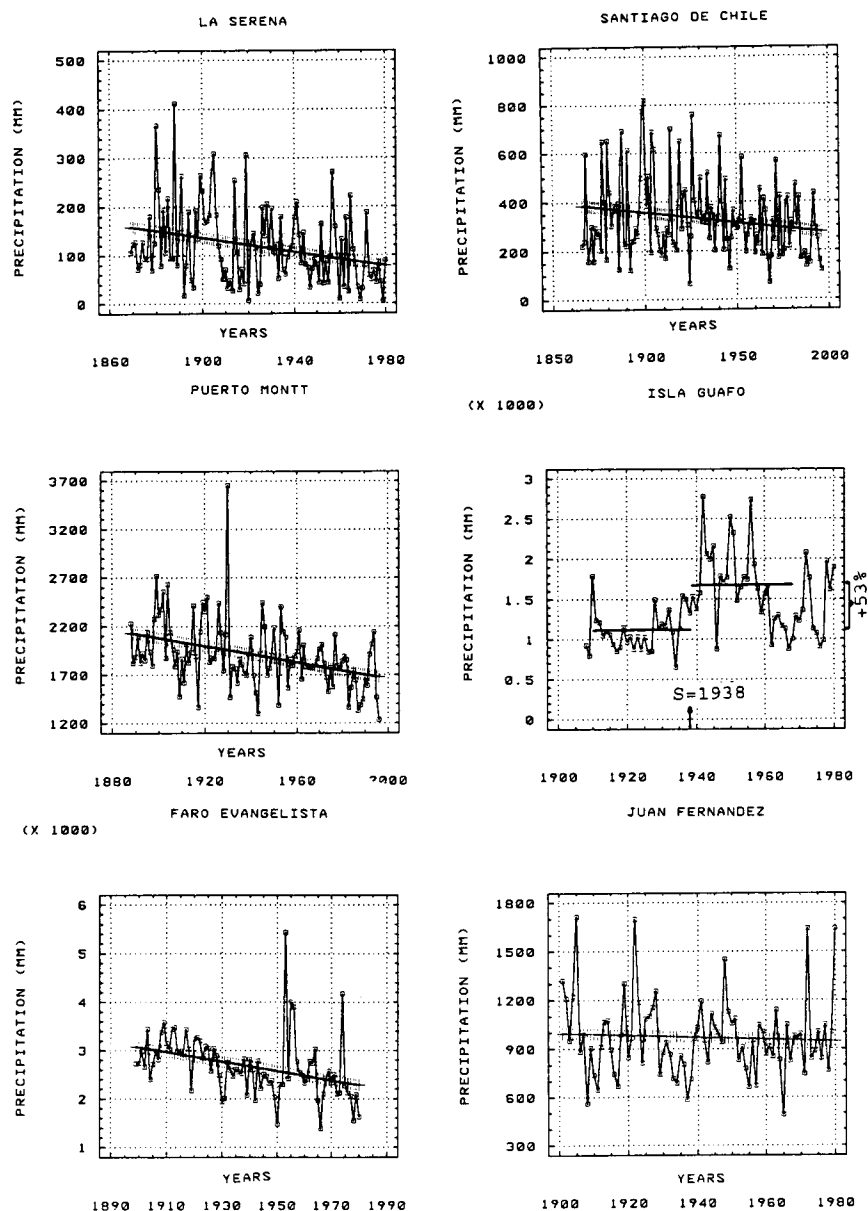 LA SERENA
PRECIPITATION (MM)
500
400
300
200
100
0
YEARS
1860 1900 1940 1980
SANTIAGO DE CHILE
PRECIPITATION (MM)
1000
800
600
400
200
0
YEARS
1850 1900 1950 2000
PUERTO MONTT
PRECIPITATION (MM)
3700
3200
2700
2200
1700
1200
YEARS
1880 1920 1960 2000
(X 1000)
ISLA GUAFO
PRECIPITATION (MM)
3
2.5
2
1.5
1
0.5
0
S=1938
+53%
1900 1920 1940 1960 1980
(X 1000)
FARO EVANGELISTA
PRECIPITATION (MM)
6
5
4
3
2
1
YEARS
1890 1910 1930 1950 1970 1990
JUAN FERNANDEZ
PRECIPITATION (MM)
1800
1500
1200
900
600
300
YEARS
1900 1920 1940 1960 1980